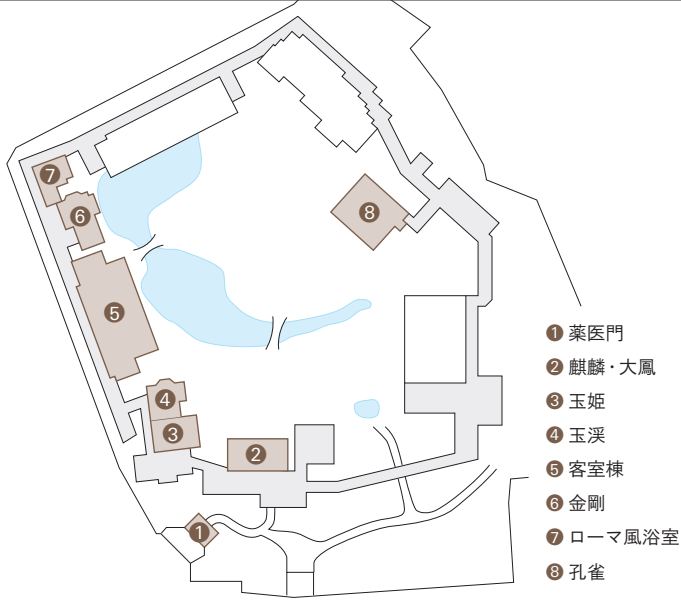 7
6
8
5
4
3
2
1
1 薬医門
2 麒麟・大鳳
3 玉姫
4 玉渓
5 客室棟
6 金剛
7 ローマ風浴室
8 孔雀